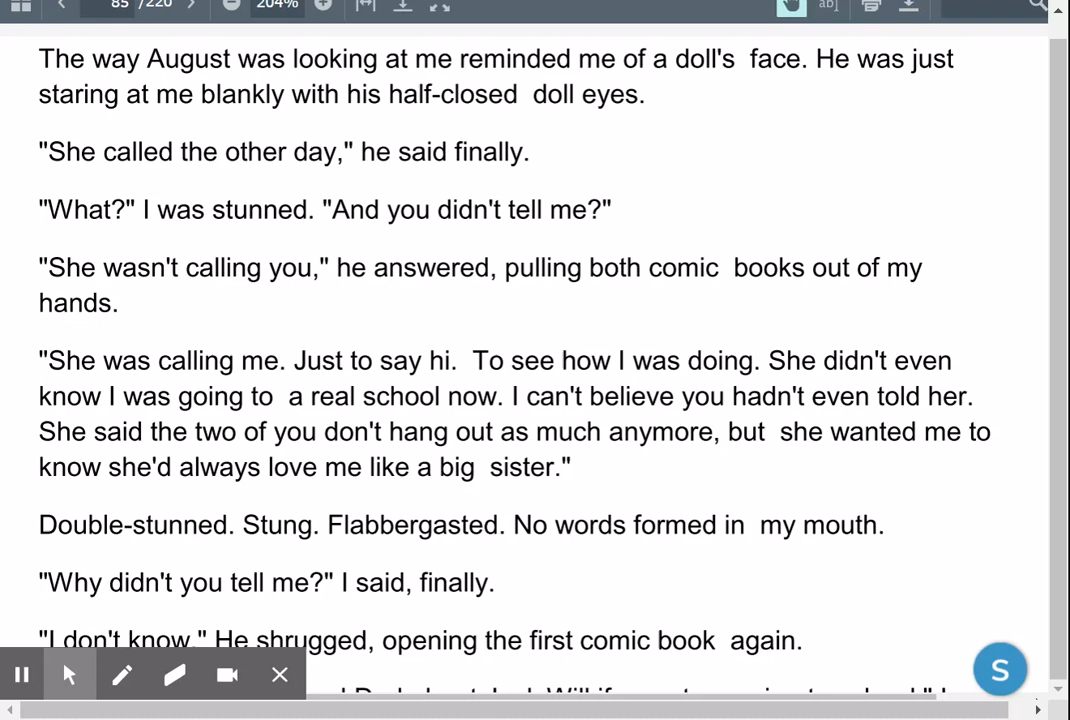 85 /220 204%
The way August was looking at me reminded me of a doll's face. He was just
staring at me blankly with his half-closed doll eyes.
"She called the other day," he said finally.
"What?" I was stunned. "And you didn't tell me?"
"She wasn't calling you," he answered, pulling both comic books out of my
hands.
"She was calling me. Just to say hi. To see how I was doing. She didn't even
know I was going to a real school now. I can't believe you hadn't even told her.
She said the two of you don't hang out as much anymore, but she wanted me to
know she'd always love me like a big sister."
Double-stunned. Stung. Flabbergasted. No words formed in my mouth.
"Why didn't you tell me?" I said, finally.
"I don't know." He shrugged, opening the first comic book again.
S